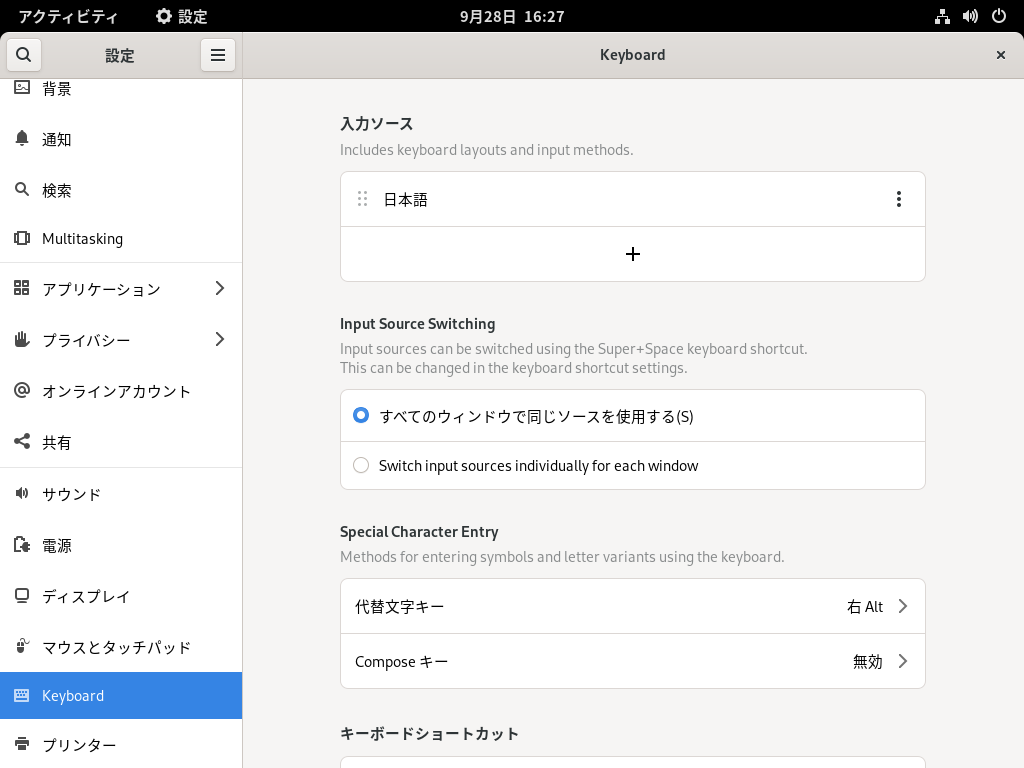 アクティビティ 設定 9月28日 16:27
設定
Keyboard
背景
通知
検索
Multitasking
アプリケーション
プライバシー
オンラインアカウント
共有
サウンド
電源
ディスプレイ
マウスとタッチパッド
Keyboard
プリンター
入力ソース
Includes keyboard layouts and input methods.
日本語
Input Source Switching
Input sources can be switched using the Super+Space keyboard shortcut.
This can be changed in the keyboard shortcut settings.
すべてのウィンドウで同じソースを使用する(S)
Switch input sources individually for each window
Special Character Entry
Methods for entering symbols and letter variants using the keyboard.
代替文字キー 右 Alt
Compose キー 無効
キーボードショートカット